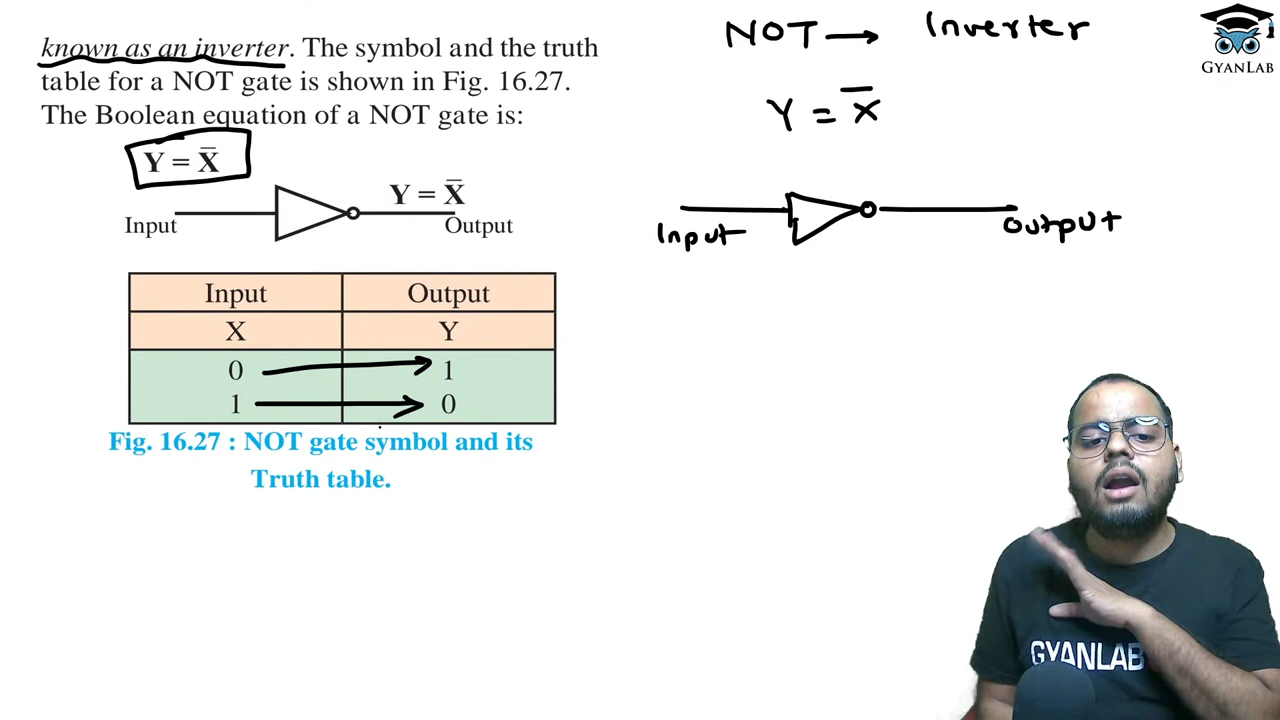 known as an inverter. The symbol and the truth
table for a NOT gate is shown in Fig. 16.27.
The Boolean equation of a NOT gate is:
Y = X̅
Y = X̅
Input
Output
Input Output
X Y
0 1
1 0
Fig. 16.27 : NOT gate symbol and its
Truth table.
NOT → Inverter
Y = X̅
Input
Output
GYANLAB
GYANLAB